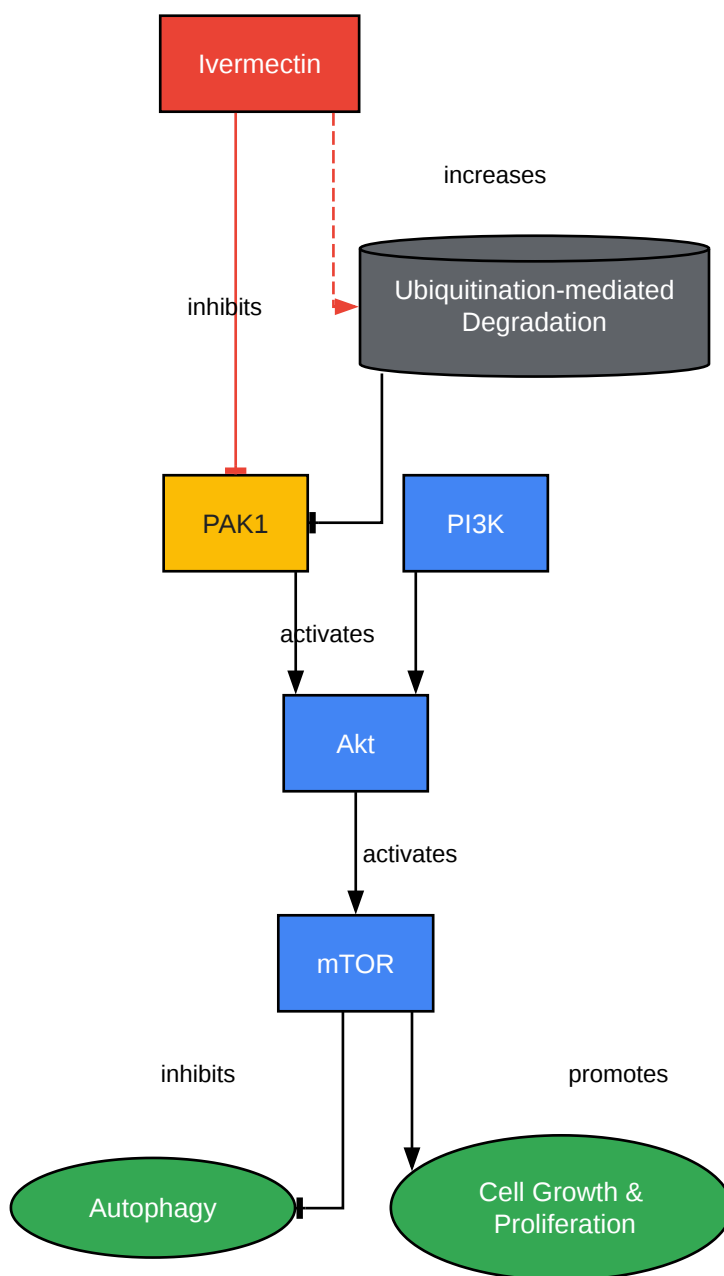 Ivermectin
increases
Ubiquitination-mediated
Degradation
inhibits
PAK1
PI3K
activates
Akt
activates
mTOR
inhibits
promotes
Autophagy
Cell Growth &
Proliferation